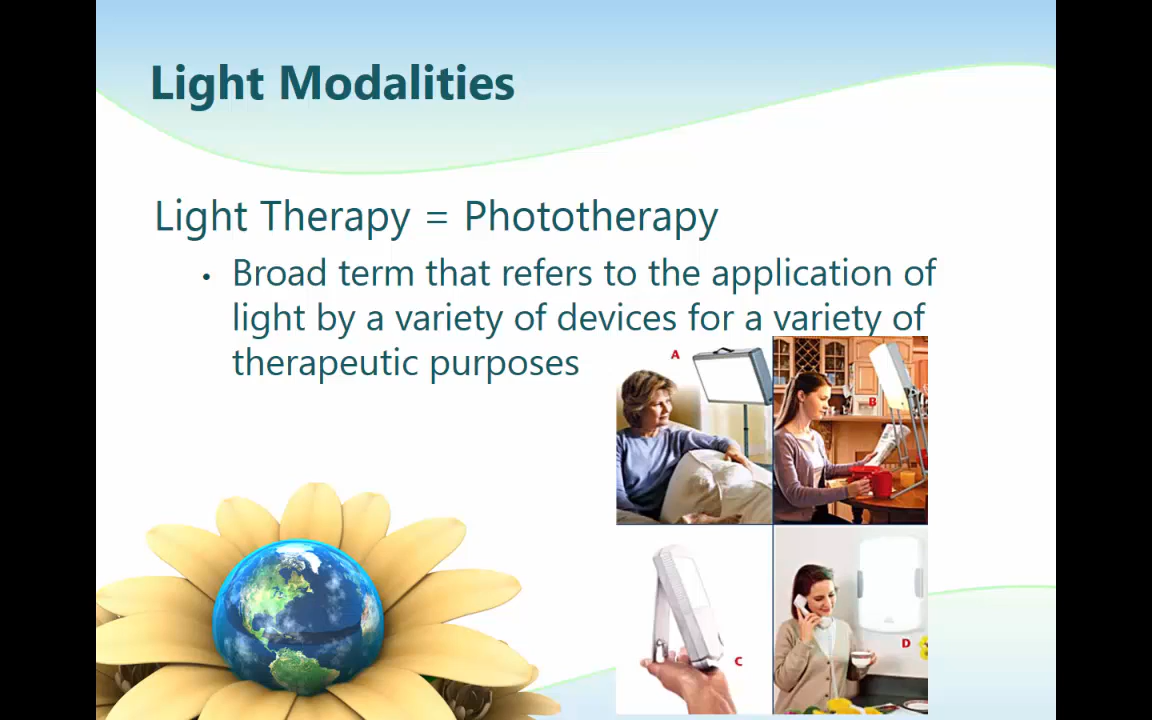 Light Modalities
Light Therapy = Phototherapy
• Broad term that refers to the application of
light by a variety of devices for a variety of
therapeutic purposes
A
B
C
D